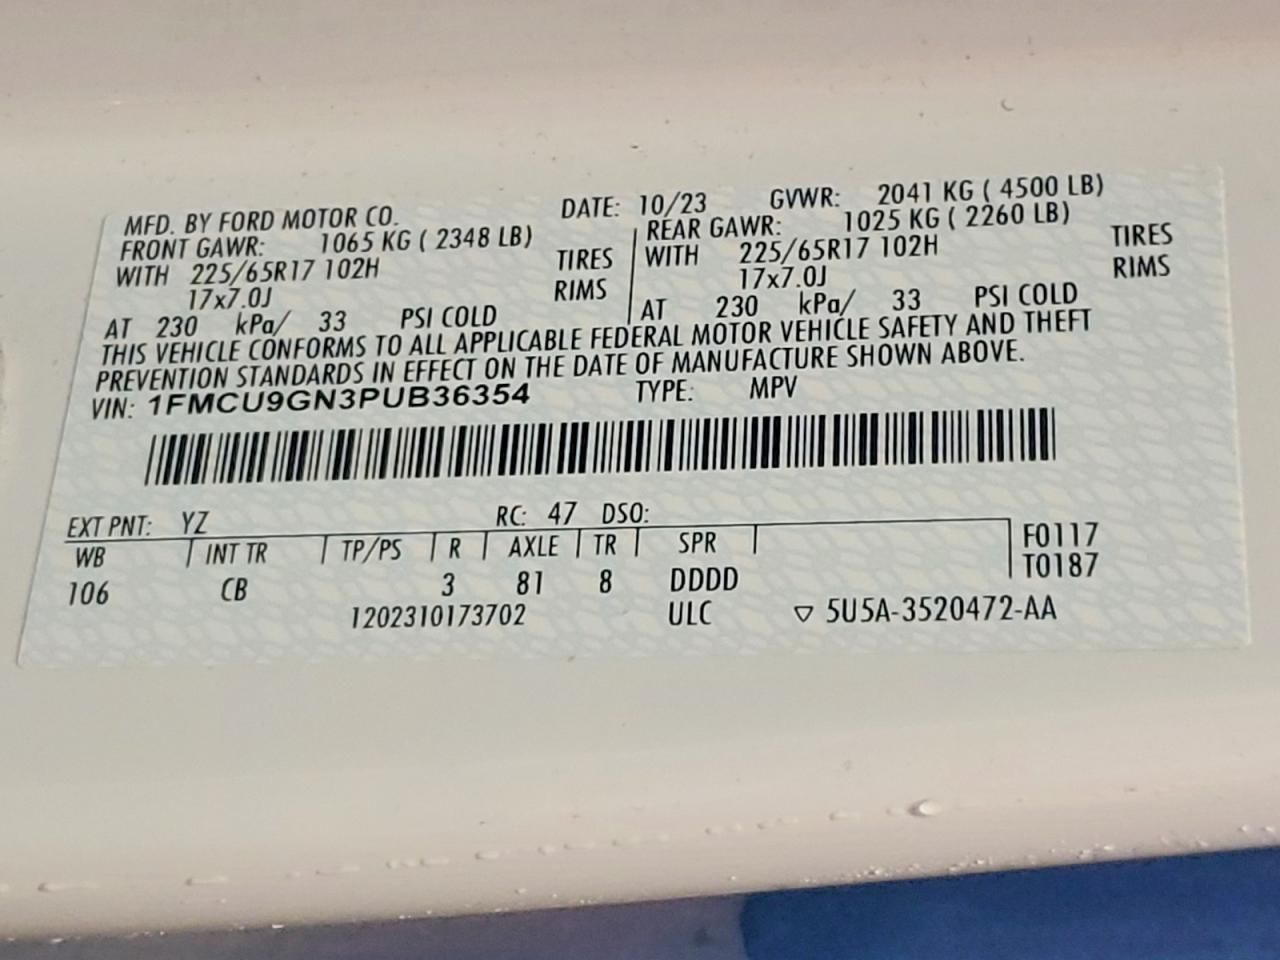 MFD. BY FORD MOTOR CO. DATE: 10/23 GVWR: 2041 KG ( 4500 LB)
FRONT GAWR: 1065 KG ( 2348 LB) REAR GAWR: 1025 KG ( 2260 LB)
WITH 225/65R17 102H TIRES WITH 225/65R17 102H TIRES
17x7.0J RIMS 17x7.0J RIMS
AT 230 kPa/ 33 PSI COLD AT 230 kPa/ 33 PSI COLD
THIS VEHICLE CONFORMS TO ALL APPLICABLE FEDERAL MOTOR VEHICLE SAFETY AND THEFT
PREVENTION STANDARDS IN EFFECT ON THE DATE OF MANUFACTURE SHOWN ABOVE.
VIN: 1FMCU9GN3PUB36354 TYPE: MPV
EXT PNT: YZ RC: 47 DSO:
WB INT TR TP/PS R AXLE TR SPR F0117
106 CB 3 81 8 DDDD T0187
1202310173702 ULC ▽ 5U5A-3520472-AA